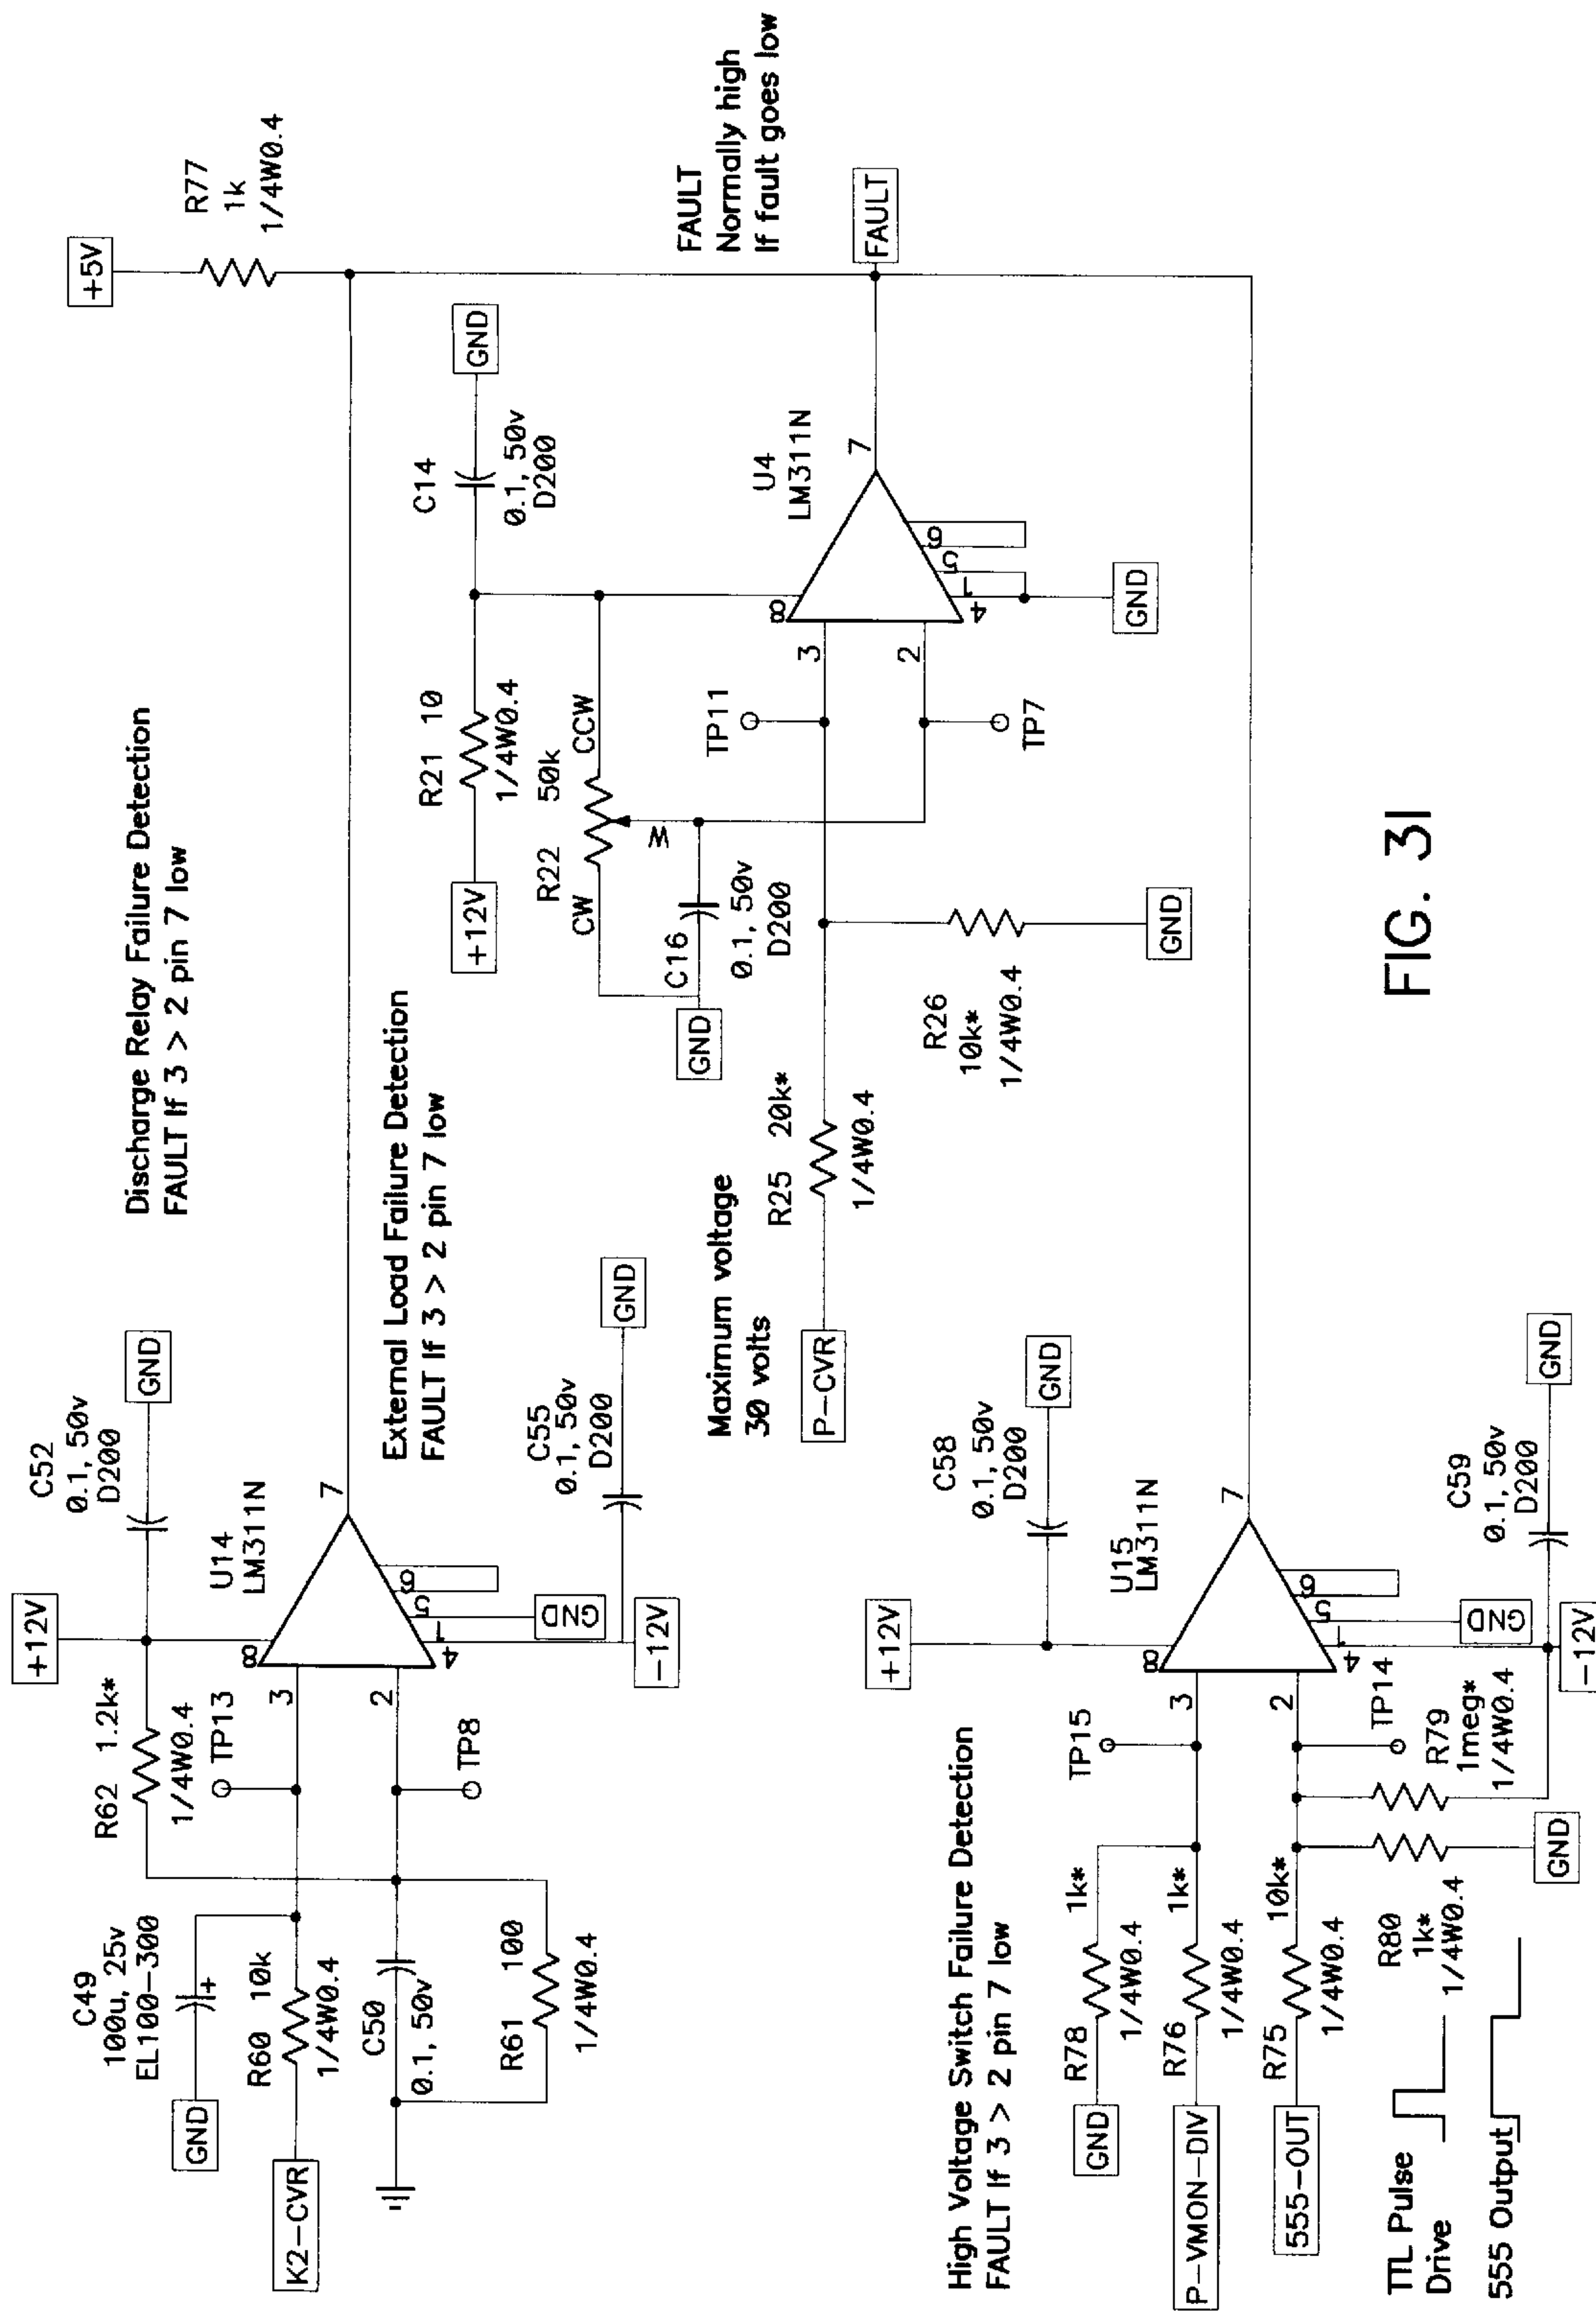 Discharge Relay Failure Detection
FAULT If 3 > 2 pin 7 low
+5V
R77
1k
1/4W0.4
+12V
C52
0.1, 50v
D200
GND
R62 1.2k*
1/4W0.4
U14
LM311N
8
3
2
7
6
5
1
4
TP13
TP8
GND
-12V
C55
0.1, 50v
D200
GND
C49
100u, 25v
EL100-300
GND
+
R60 10k
1/4W0.4
K2-CVR
C50
0.1, 50v
R61 100
1/4W0.4
External Load Failure Detection
FAULT If 3 > 2 pin 7 low
+12V
R21 10
1/4W0.4
C14
0.1, 50v
D200
GND
R22 50k
CW
CCW
W
C16
0.1, 50v
D200
GND
U4
LM311N
8
3
2
7
6
5
1
4
TP11
TP7
GND
FAULT
Normally high
If fault goes low
FAULT
Maximum voltage
30 volts
P-CVR
R25 20k*
1/4W0.4
R26
10k*
1/4W0.4
GND
High Voltage Switch Failure Detection
FAULT If 3 > 2 pin 7 low
+12V
C58
0.1, 50v
D200
GND
U15
LM311N
8
3
2
7
6
5
1
4
TP15
TP14
GND
-12V
C59
0.1, 50v
D200
GND
R78 1k*
1/4W0.4
GND
R76 1k*
1/4W0.4
P-VMON-DIV
R75 10k*
1/4W0.4
555-OUT
R79
1meg*
1/4W0.4
R80
1k*
1/4W0.4
GND
TTL Pulse
Drive
555 Output
FIG. 3I